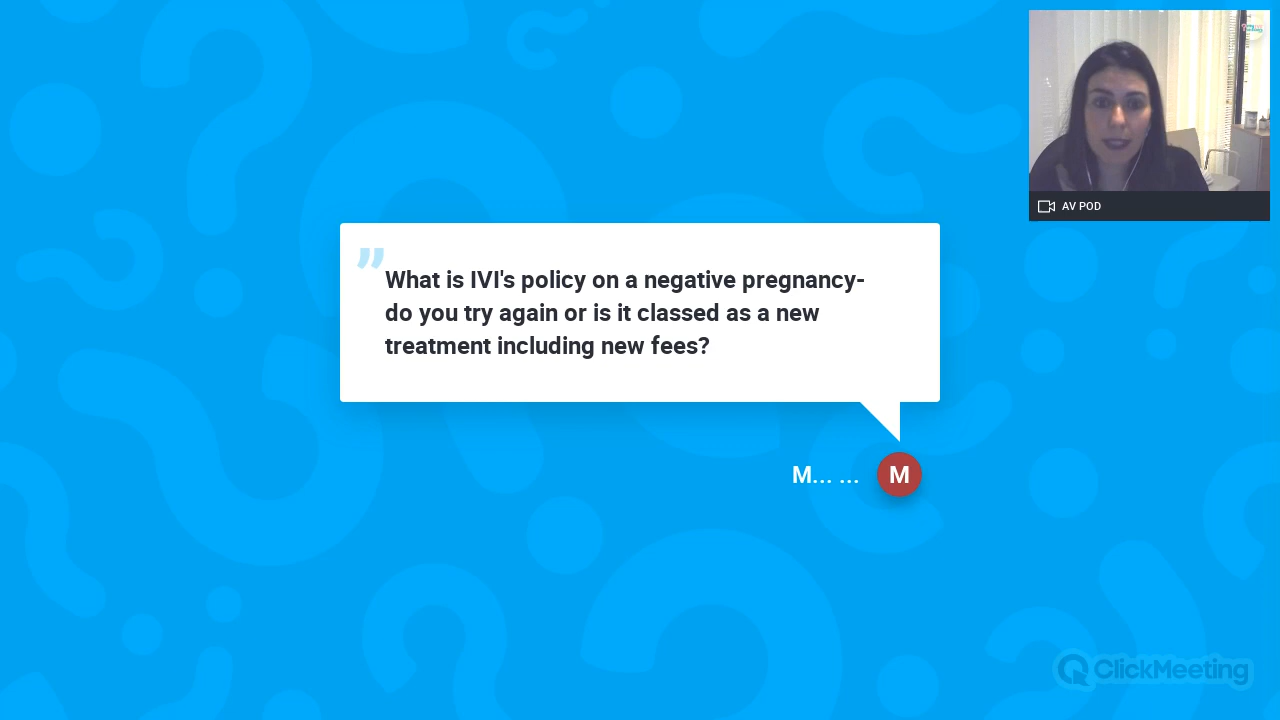 AV POD
What is IVI's policy on a negative pregnancy-
do you try again or is it classed as a new
treatment including new fees?
M... ...
M
ClickMeeting